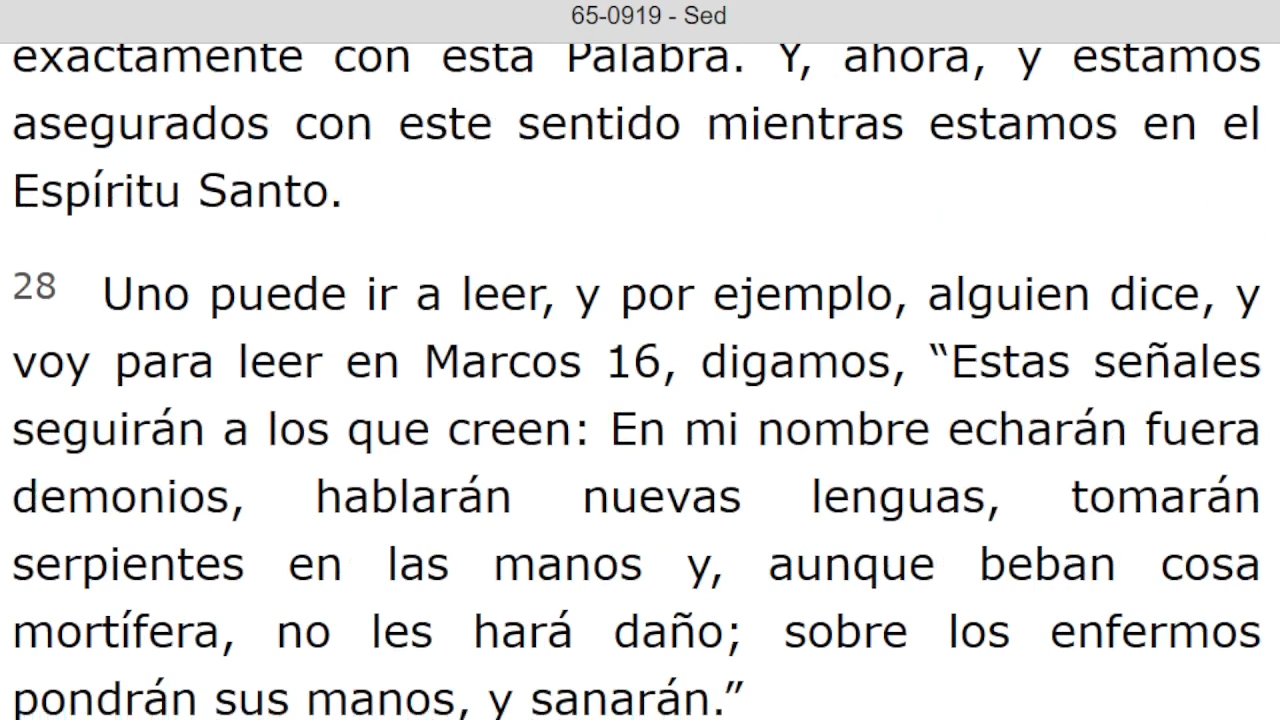 65-0919 - Sed
exactamente con esta Palabra. Y, ahora, y estamos
asegurados con este sentido mientras estamos en el
Espíritu Santo.
28 Uno puede ir a leer, y por ejemplo, alguien dice, y
voy para leer en Marcos 16, digamos, “Estas señales
seguirán a los que creen: En mi nombre echarán fuera
demonios, hablarán nuevas lenguas, tomarán
serpientes en las manos y, aunque beban cosa
mortífera, no les hará daño; sobre los enfermos
pondrán sus manos, y sanarán.”